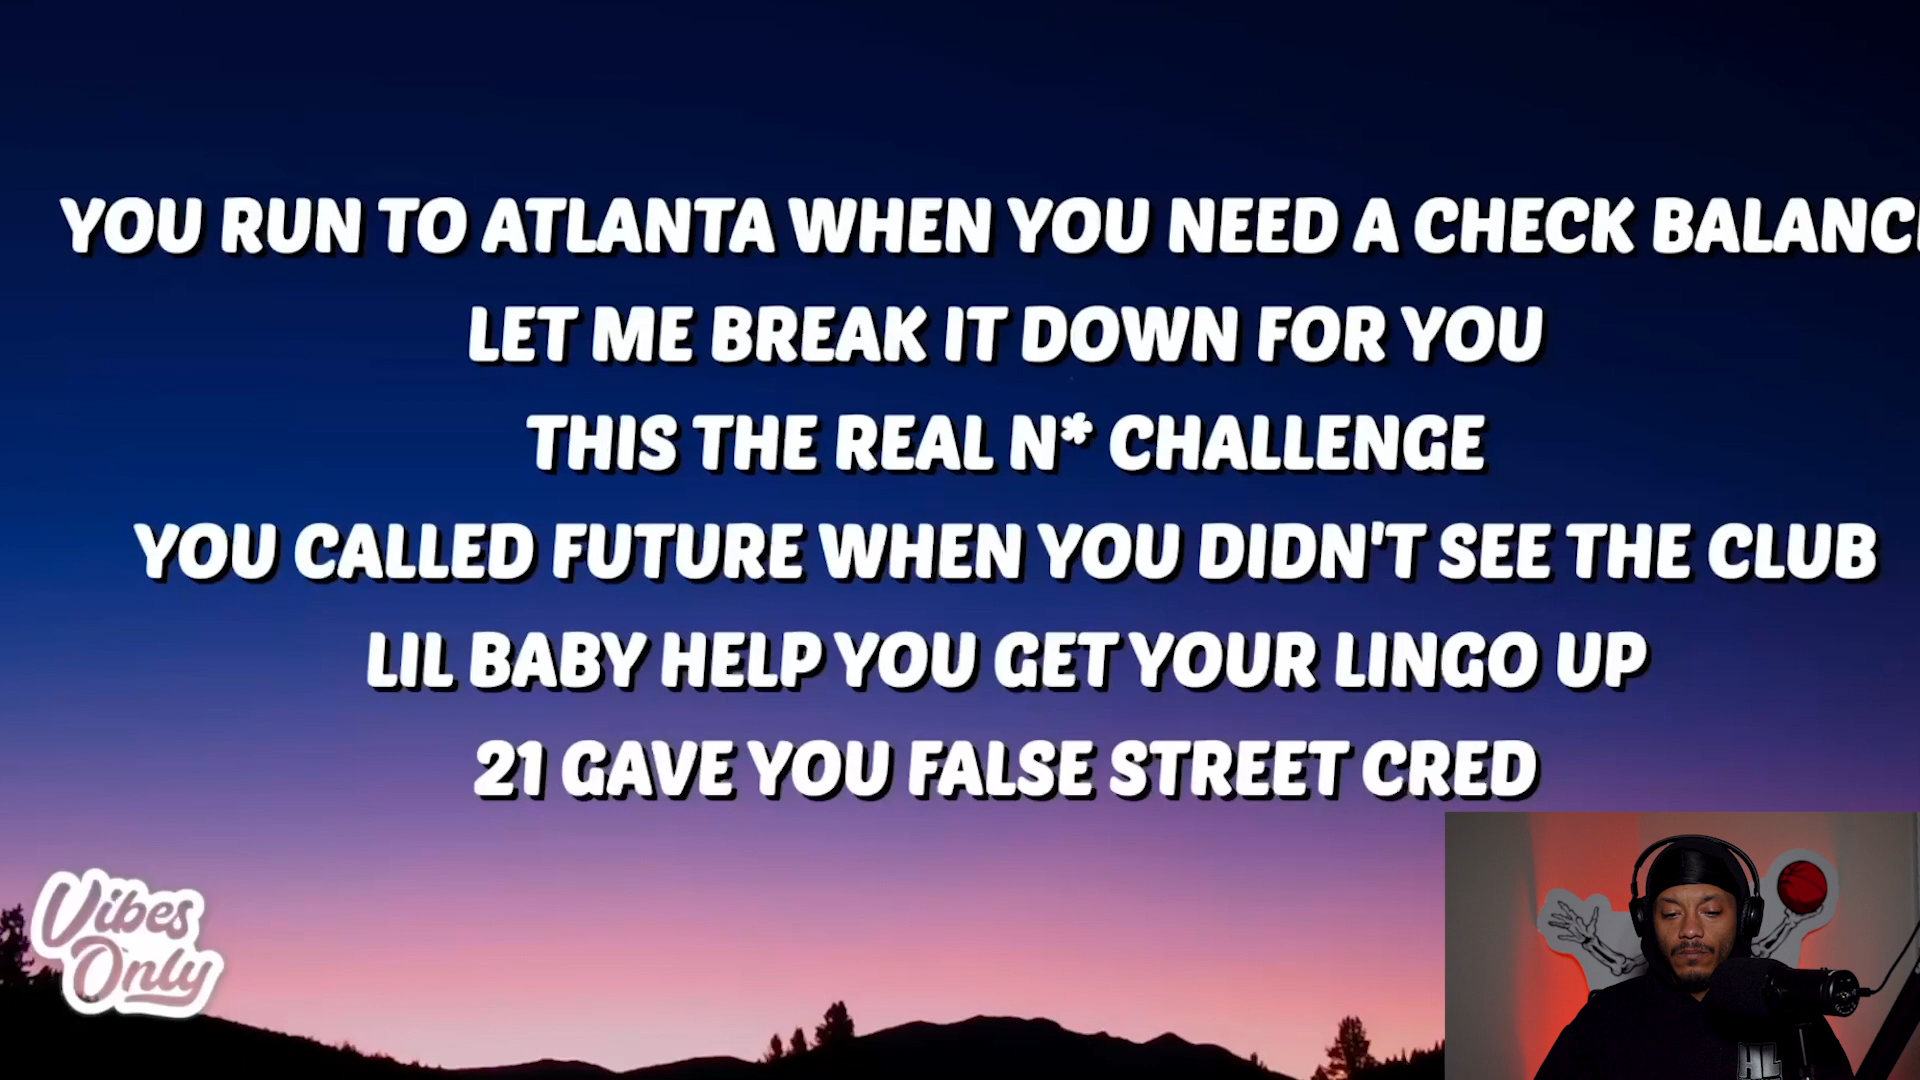 YOU RUN TO ATLANTA WHEN YOU NEED A CHECK BALANC
LET ME BREAK IT DOWN FOR YOU
THIS THE REAL N* CHALLENGE
YOU CALLED FUTURE WHEN YOU DIDN'T SEE THE CLUB
LIL BABY HELP YOU GET YOUR LINGO UP
21 GAVE YOU FALSE STREET CRED
Vibes
Only
HL